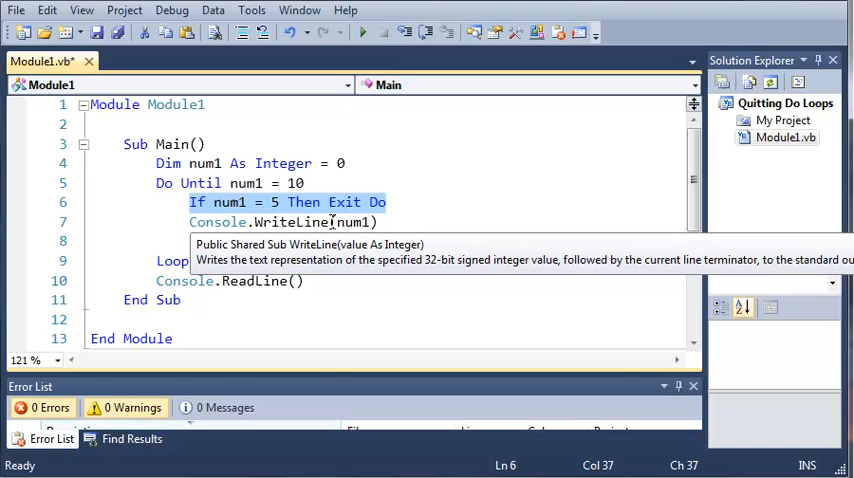 File Edit View Project Debug Data Tools Window Help
Module1.vb* Solution Explorer
Module1 Main
1 Module Module1 Quitting Do Loops
2 My Project
3 Sub Main() Module1.vb
4 Dim num1 As Integer = 0
5 Do Until num1 = 10
6 If num1 = 5 Then Exit Do
7 Console.WriteLine(num1)
8 Public Shared Sub WriteLine(value As Integer)
Writes the text representation of the specified 32-bit signed integer value, followed by the current line terminator, to the standard ou
9 Loop
10 Console.ReadLine()
11 End Sub
12
13 End Module
121 %
Error List
0 Errors 0 Warnings 0 Messages
Error List Find Results
Ready Ln 6 Col 37 Ch 37 INS